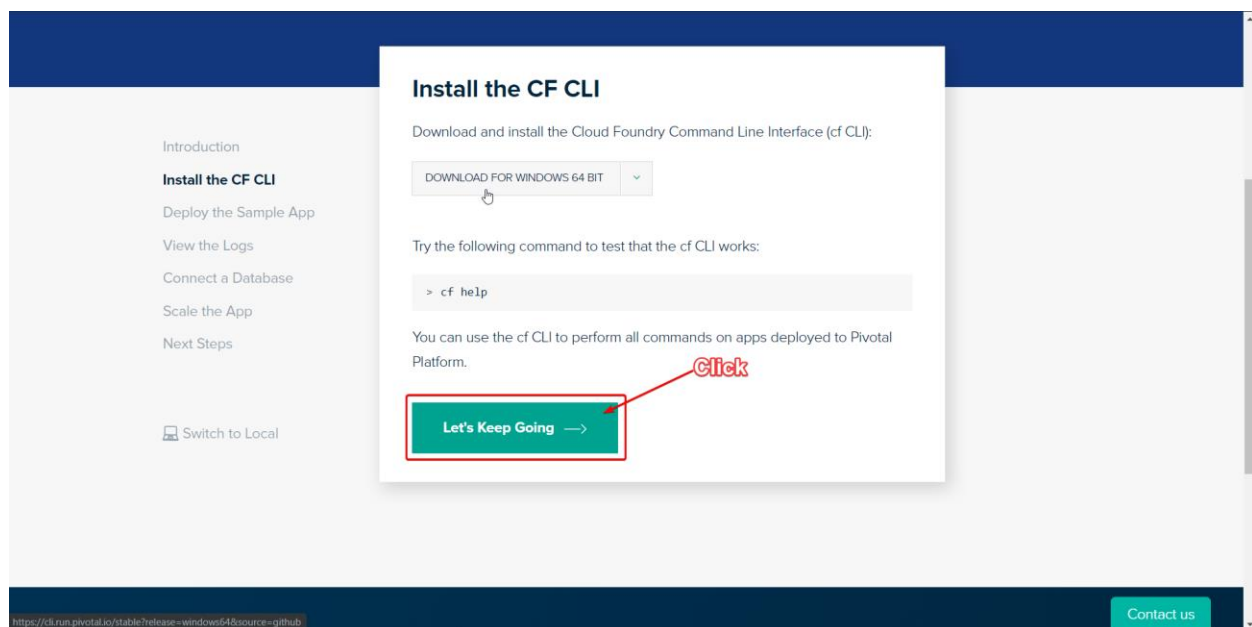 Install the CF CLI
Download and install the Cloud Foundry Command Line Interface (cf CLI):
DOWNLOAD FOR WINDOWS 64 BIT
Try the following command to test that the cf CLI works:
> cf help
You can use the cf CLI to perform all commands on apps deployed to Pivotal
Platform.
Click
Let's Keep Going
Introduction
Install the CF CLI
Deploy the Sample App
View the Logs
Connect a Database
Scale the App
Next Steps
Switch to Local
Contact us
https://cli.run.pivotal.io/stable?release=windows64&source=github